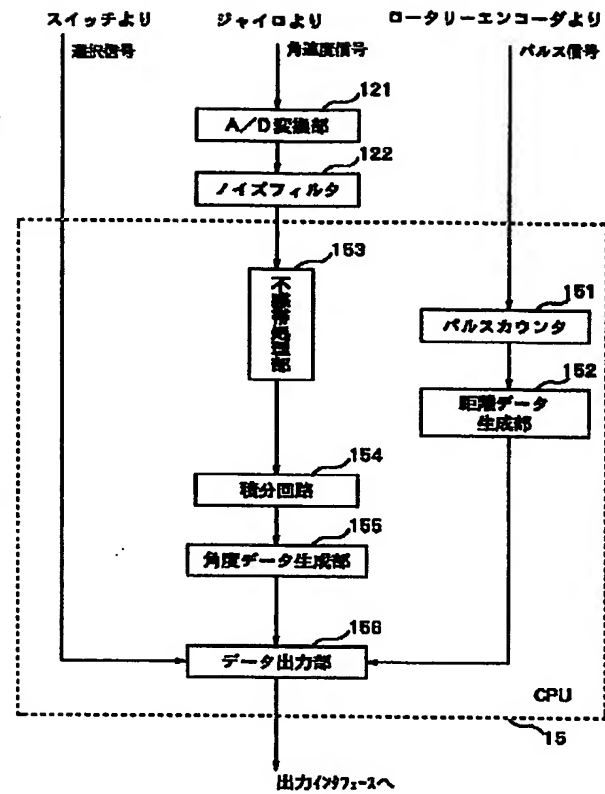 スイッチより
ジャイロより
ロータリーエンコーダより
選択信号
角速度信号
パルス信号
121
A/D変換部
122
ノイズフィルタ
153
不感帯処理部
151
パルスカウンタ
152
距離データ
生成部
154
積分回路
155
角度データ生成部
156
データ出力部
CPU
15
出力インタフェースへ